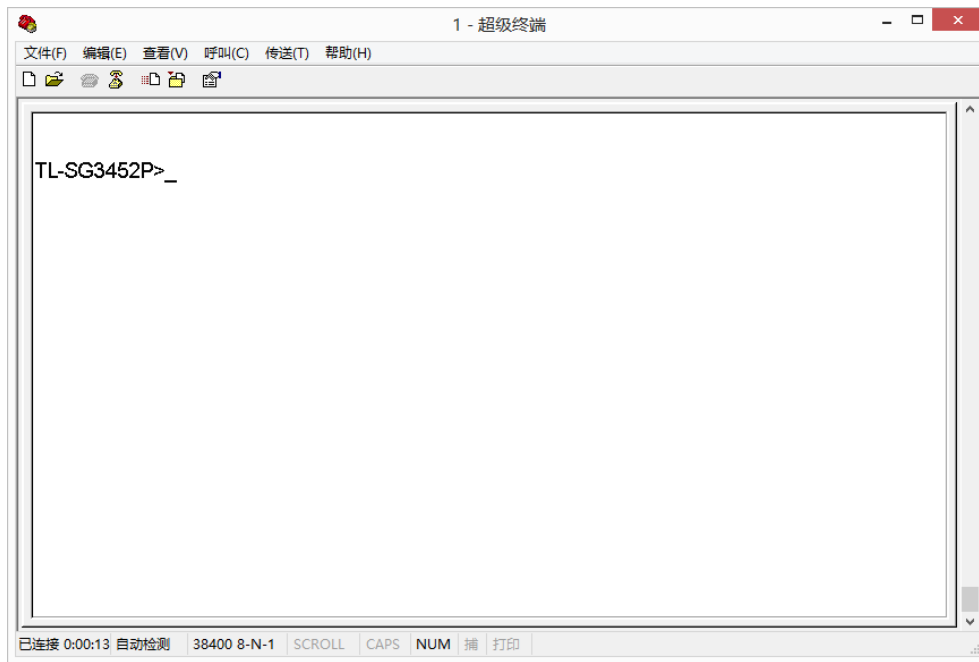 1 - 超级终端
文件(F) 编辑(E) 查看(V) 呼叫(C) 传送(T) 帮助(H)
TL-SG3452P>_
已连接 0:00:13 自动检测 38400 8-N-1 SCROLL CAPS NUM 捕 打印